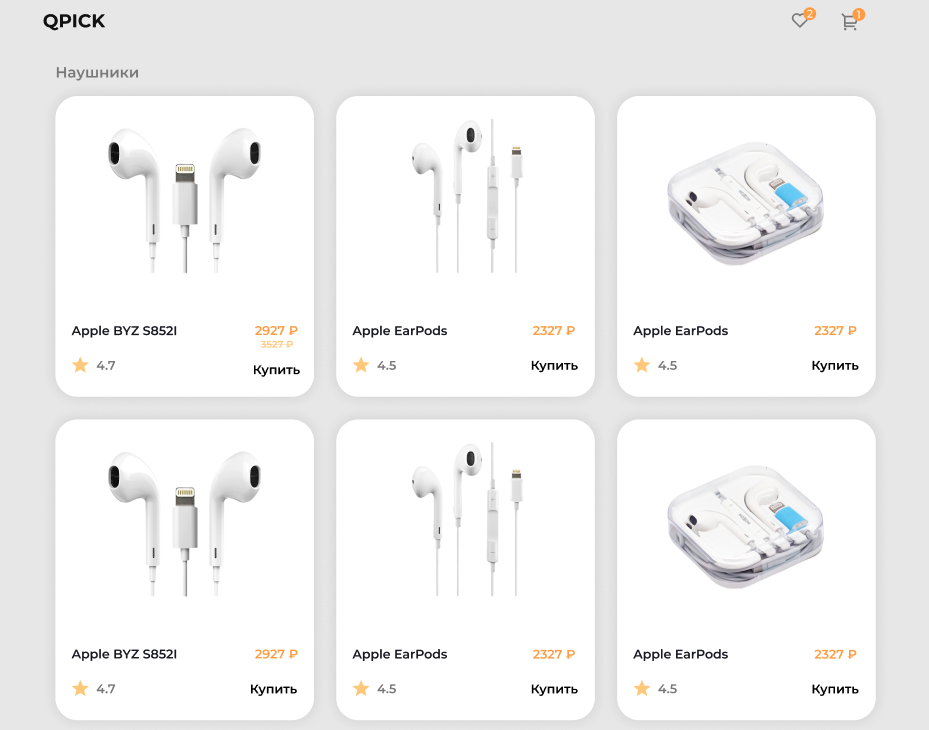 QPICK
2
1
Наушники
Apple BYZ S852I
2927 ₽
3527 ₽
4.7
Купить
Apple EarPods
2327 ₽
4.5
Купить
Apple EarPods
2327 ₽
4.5
Купить
Apple BYZ S852I
2927 ₽
4.7
Купить
Apple EarPods
2327 ₽
4.5
Купить
Apple EarPods
2327 ₽
4.5
Купить